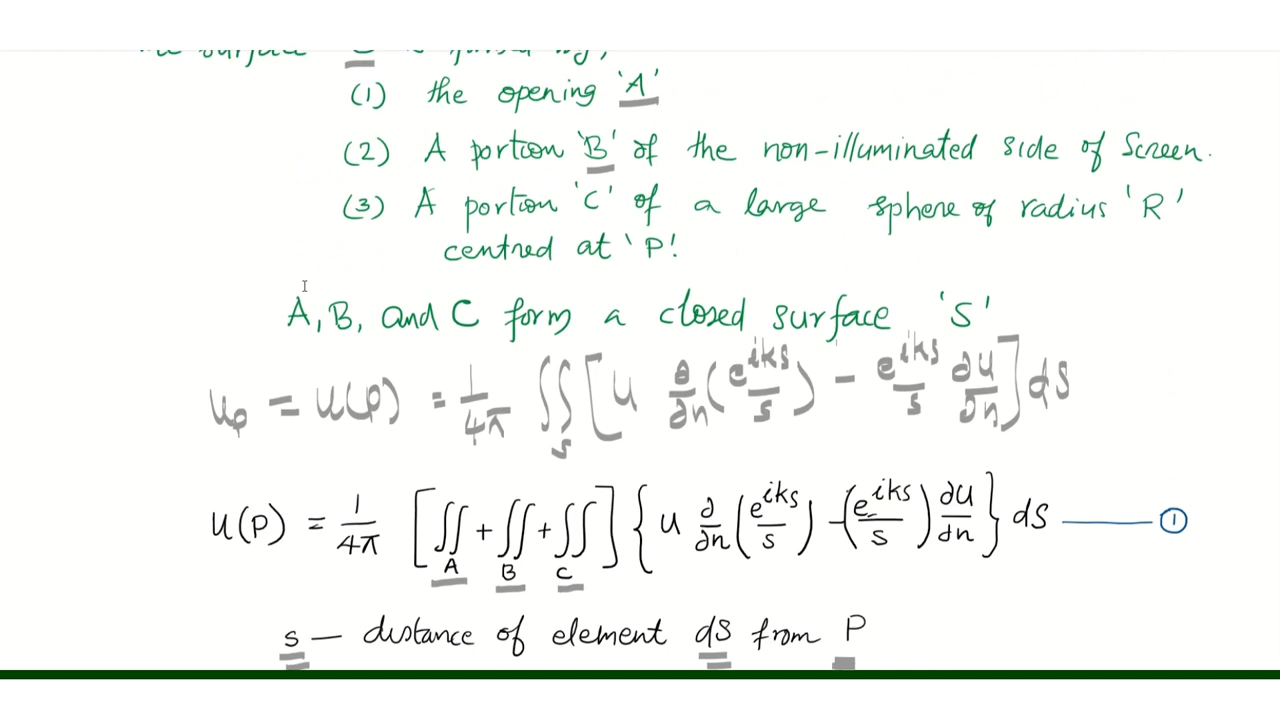 surface
(1) the opening 'A'
(2) A portion 'B' of the non-illuminated side of Screen.
(3) A portion 'C' of a large sphere of radius 'R'
centred at 'P'.
A, B, and C form a closed surface 'S'
u_p = u(p) = 1/4π ∬_S [u ∂/∂n (e^{iks}/s) - e^{iks}/s ∂u/∂n] ds
u(P) = 1/4π [∬_A + ∬_B + ∬_C] {u ∂/∂n (e^{iks}/s) - (e^{iks}/s) ∂u/∂n} ds —— ①
s — distance of element ds from P